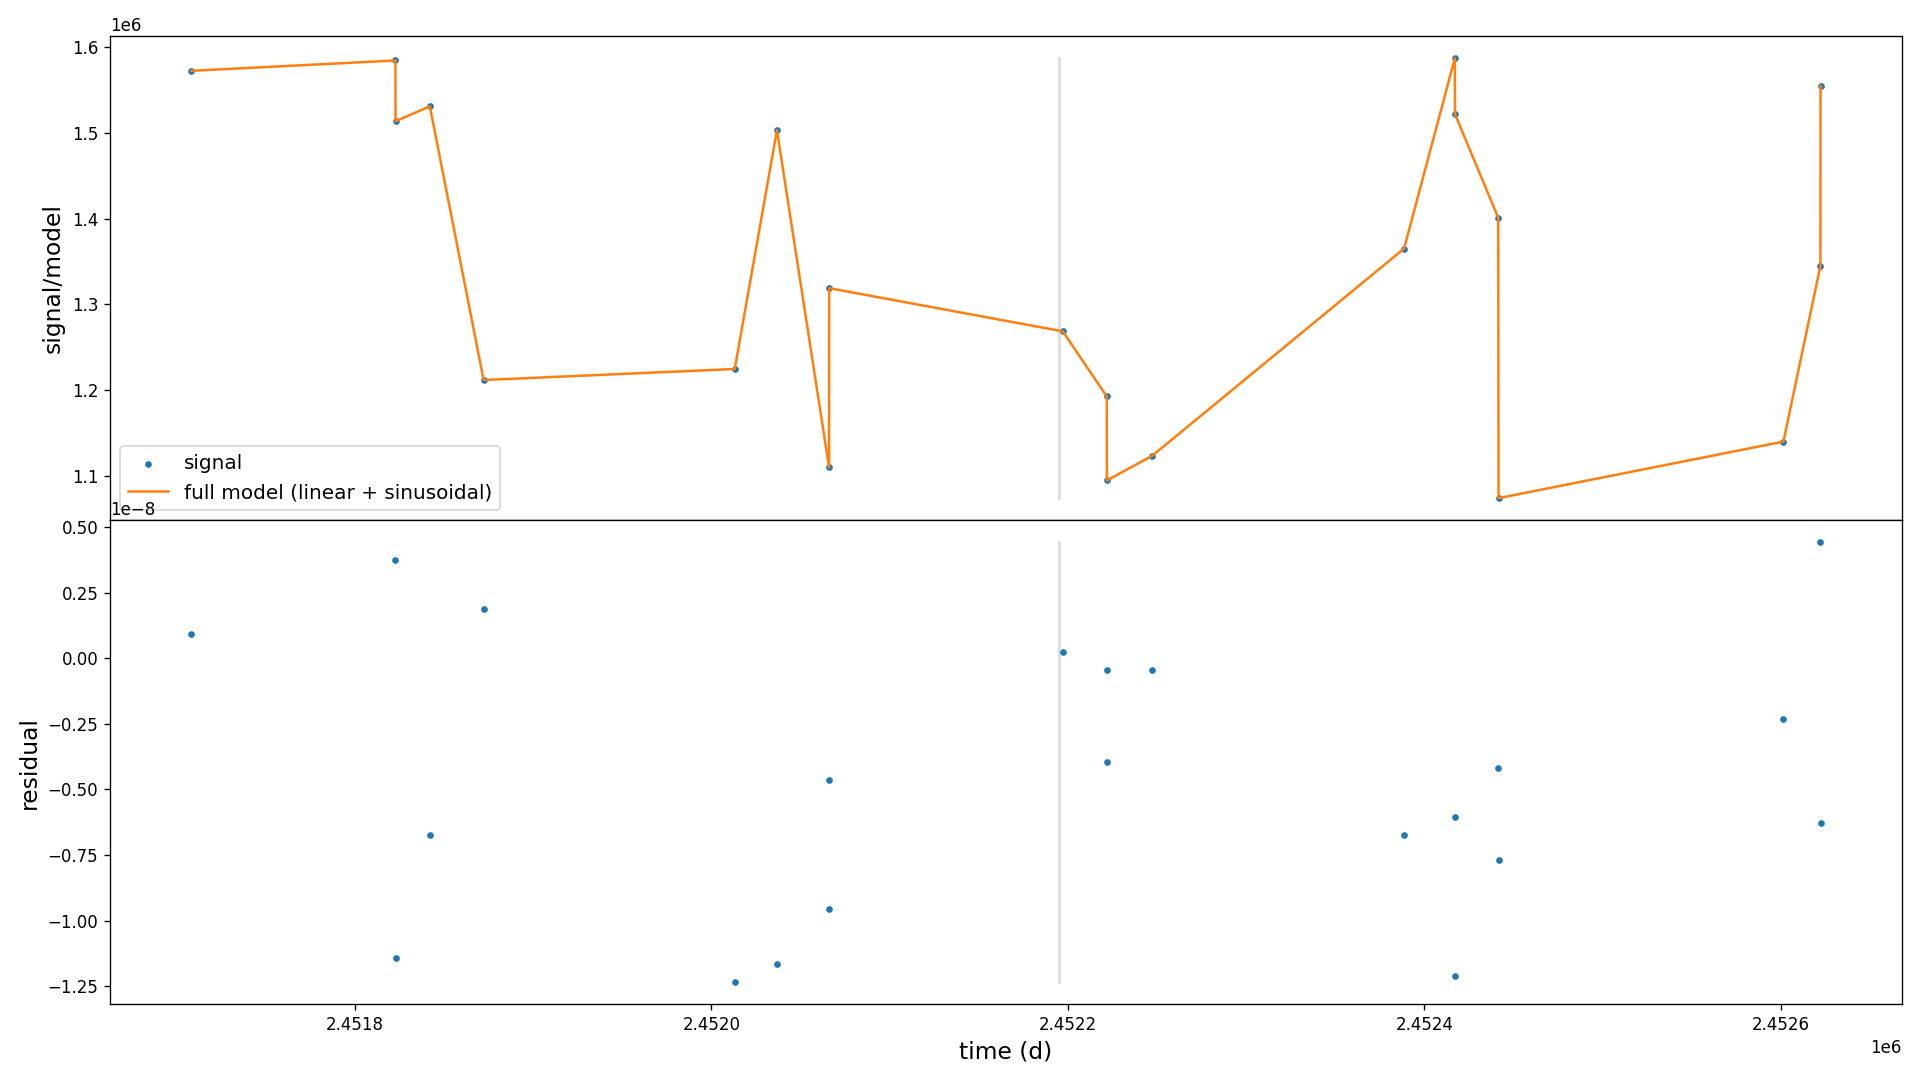 1e6
1.6
1.5
1.4
1.3
1.2
1.1
signal/model
signal
full model (linear + sinusoidal)
1e−8
0.50
0.25
0.00
−0.25
−0.50
−0.75
−1.00
−1.25
residual
2.4518 2.4520 2.4522 2.4524 2.4526
1e6
time (d)